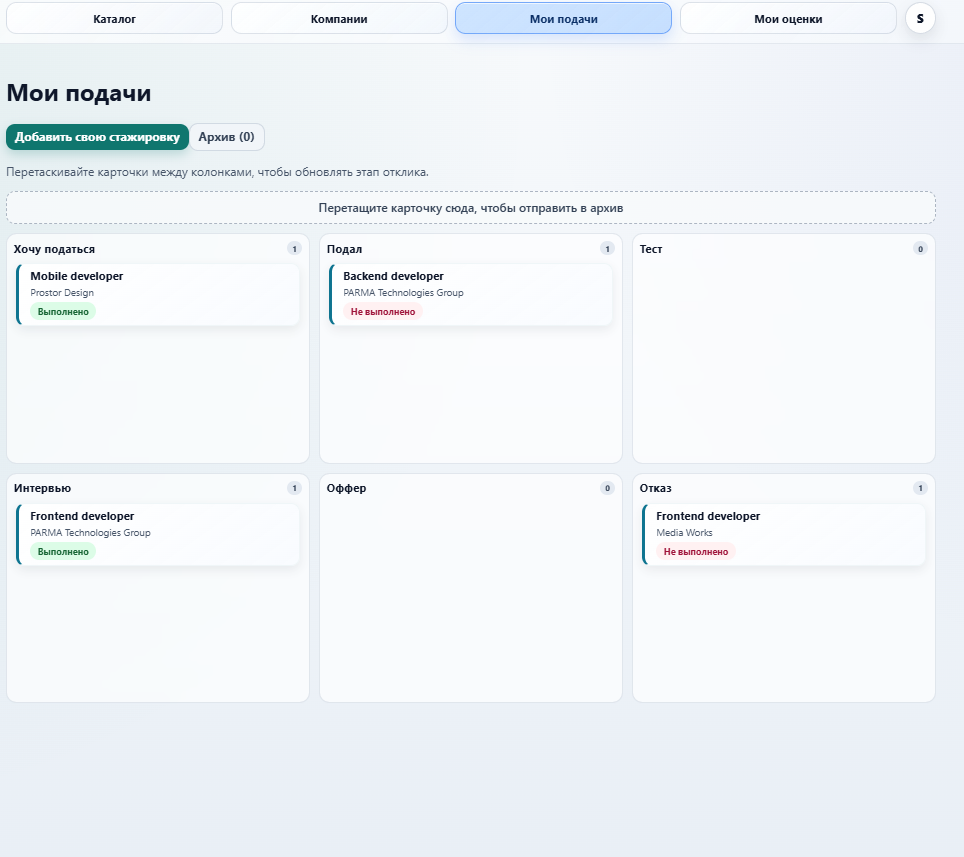 Каталог
Компании
Мои подачи
Мои оценки
S
Мои подачи
Добавить свою стажировку
Архив (0)
Перетаскивайте карточки между колонками, чтобы обновлять этап отклика.
Перетащите карточку сюда, чтобы отправить в архив
Хочу податься
1
Mobile developer
Prostor Design
Выполнено
Подал
1
Backend developer
PARMA Technologies Group
Не выполнено
Тест
0
Интервью
1
Frontend developer
PARMA Technologies Group
Выполнено
Оффер
0
Отказ
1
Frontend developer
Media Works
Не выполнено